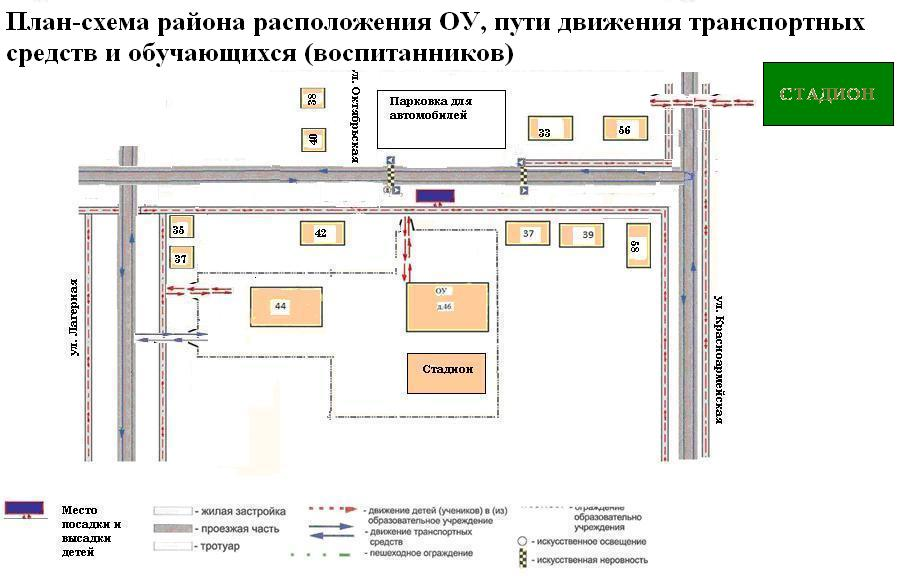 План-схема района расположения ОУ, пути движения транспортных
средств и обучающихся (воспитанников)
ул. Октябрьская
38
40
Парковка для
автомобилей
33
56
СТАДИОН
35
37
42
37
39
58
ул. Лагерная
44
ОУ
д.46
Стадион
ул. Красноармейская
Место
посадки и
высадки
детей
- жилая застройка
- проезжая часть
- тротуар
- движение детей (учеников) в (из)
образовательное учреждение
- движение транспортных
средств
- пешеходное ограждение
- ограждение
образовательно
учреждения
- искусственное освещение
- искусственная неровность